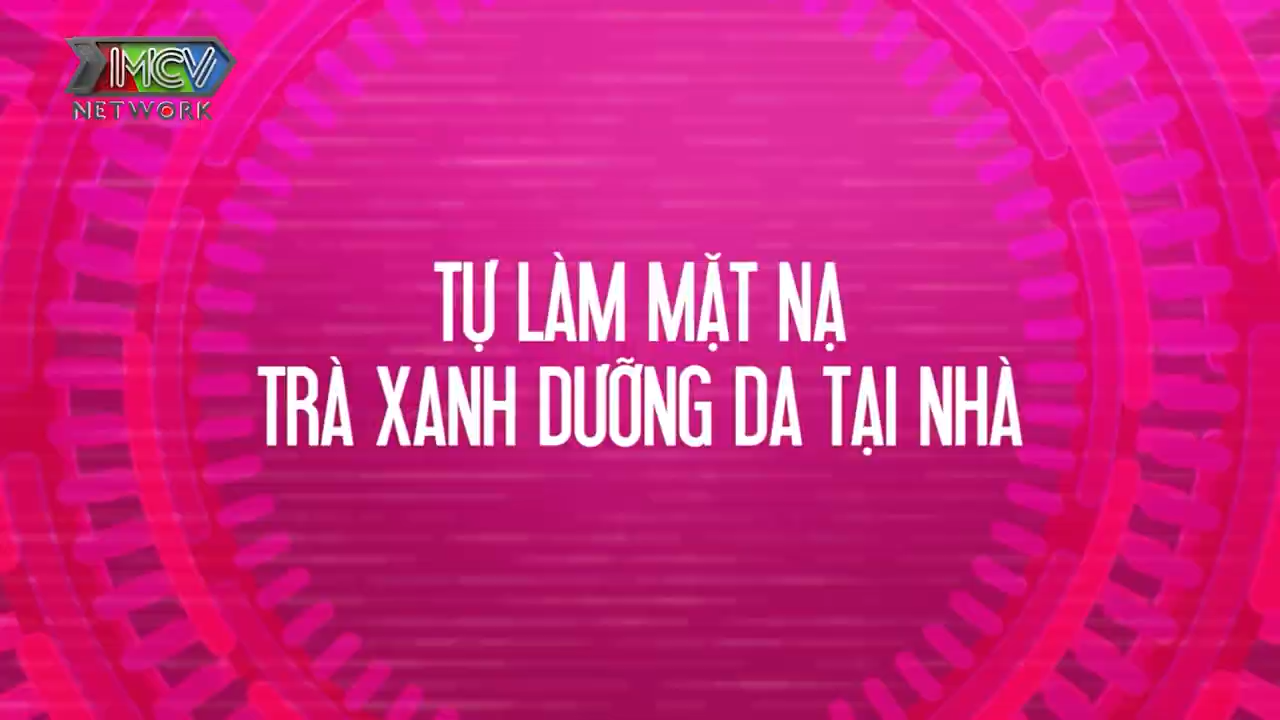 MCV
NETWORK
TỰ LÀM MẶT NẠ
TRÀ XANH DƯỠNG DA TẠI NHÀ